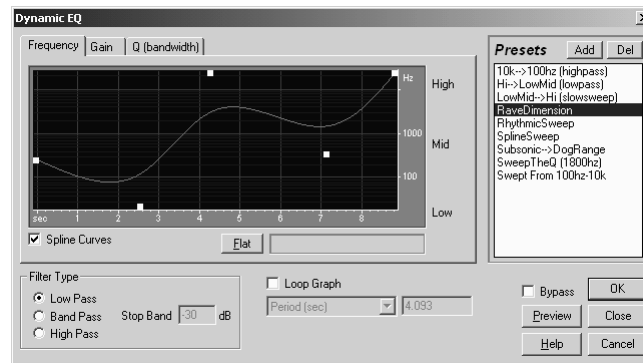 Dynamic EQ
Frequency Gain Q (bandwidth)
Hz
1000
100
sec 1 2 3 4 5 6 7 8
High
Mid
Low
Spline Curves
Flat
Presets Add Del
10k-->100hz (highpass)
Hi-->LowMid (lowpass)
LowMid-->Hi (slowsweep)
RaveDimension
RhythmicSweep
SplineSweep
Subsonic-->DogRange
SweepTheQ (1800hz)
Swept From 100hz-10k
Filter Type
Low Pass
Band Pass
High Pass
Stop Band -30 dB
Loop Graph
Period (sec) 4.093
Bypass OK
Preview Close
Help Cancel